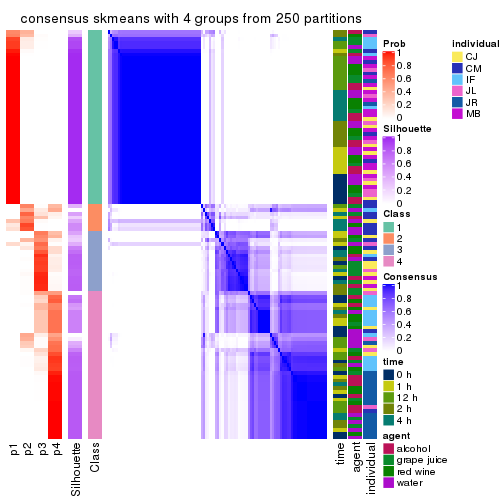 consensus skmeans with 4 groups from 250 partitions
p1
p2
p3
p4
Silhouette
Class
time
agent
individual
Prob
1
0.8
0.6
0.4
0.2
0
Silhouette
1
0.8
0.6
0.4
0.2
0
Class
1
2
3
4
Consensus
1
0.8
0.6
0.4
0.2
0
time
0 h
1 h
12 h
2 h
4 h
agent
alcohol
grape juice
red wine
water
Individual
CJ
CM
IF
JL
JR
MB